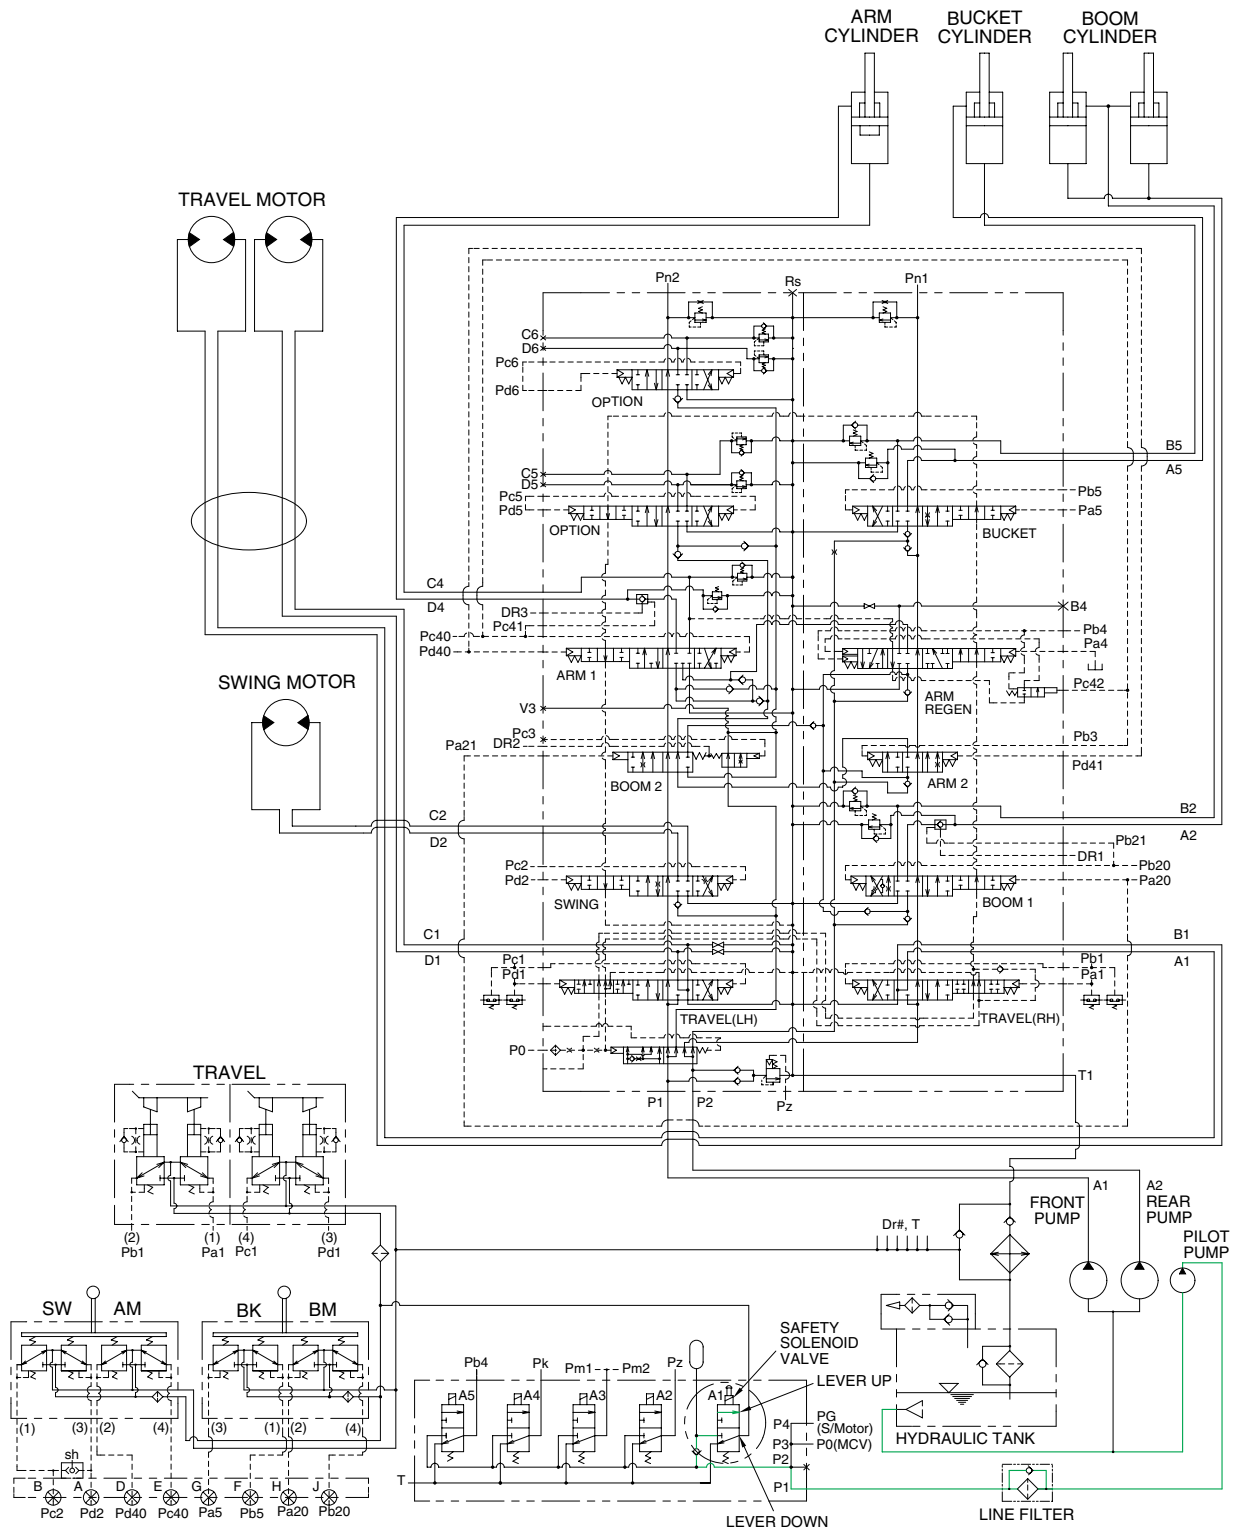 ARM
CYLINDER
BUCKET
CYLINDER
BOOM
CYLINDER
TRAVEL MOTOR
Pn2
Rs
Pn1
C6
D6
Pc6
Pd6
OPTION
B5
A5
C5
D5
Pc5
Pd5
OPTION
Pb5
Pa5
BUCKET
C4
D4
DR3
Pc41
Pc40
Pd40
ARM 1
B4
Pb4
Pa4
ARM
REGEN
Pc42
SWING MOTOR
V3
Pc3
DR2
Pa21
BOOM 2
Pb3
Pd41
ARM 2
B2
A2
C2
D2
Pb21
DR1
Pc2
Pd2
SWING
Pb20
Pa20
BOOM 1
C1
D1
B1
A1
Pc1
Pd1
TRAVEL(LH)
Pb1
Pa1
TRAVEL(RH)
P0
T1
P1
P2
Pz
TRAVEL
(2)
Pb1
(1)
Pa1
(4)
Pc1
(3)
Pd1
A1
A2
FRONT
PUMP
REAR
PUMP
PILOT
PUMP
Dr#, T
SW
AM
BK
BM
(1)
(3)
(2)
(4)
(3)
(1)
(2)
(4)
sh
B
A
D
E
G
F
H
J
Pc2
Pd2
Pd40
Pc40
Pa5
Pb5
Pa20
Pb20
Pb4
Pk
Pm1
Pm2
Pz
A5
A4
A3
A2
A1
T
SAFETY
SOLENOID
VALVE
LEVER UP
P4
PG
(S/Motor)
P3
P0(MCV)
P2
P1
LEVER DOWN
HYDRAULIC TANK
LINE FILTER